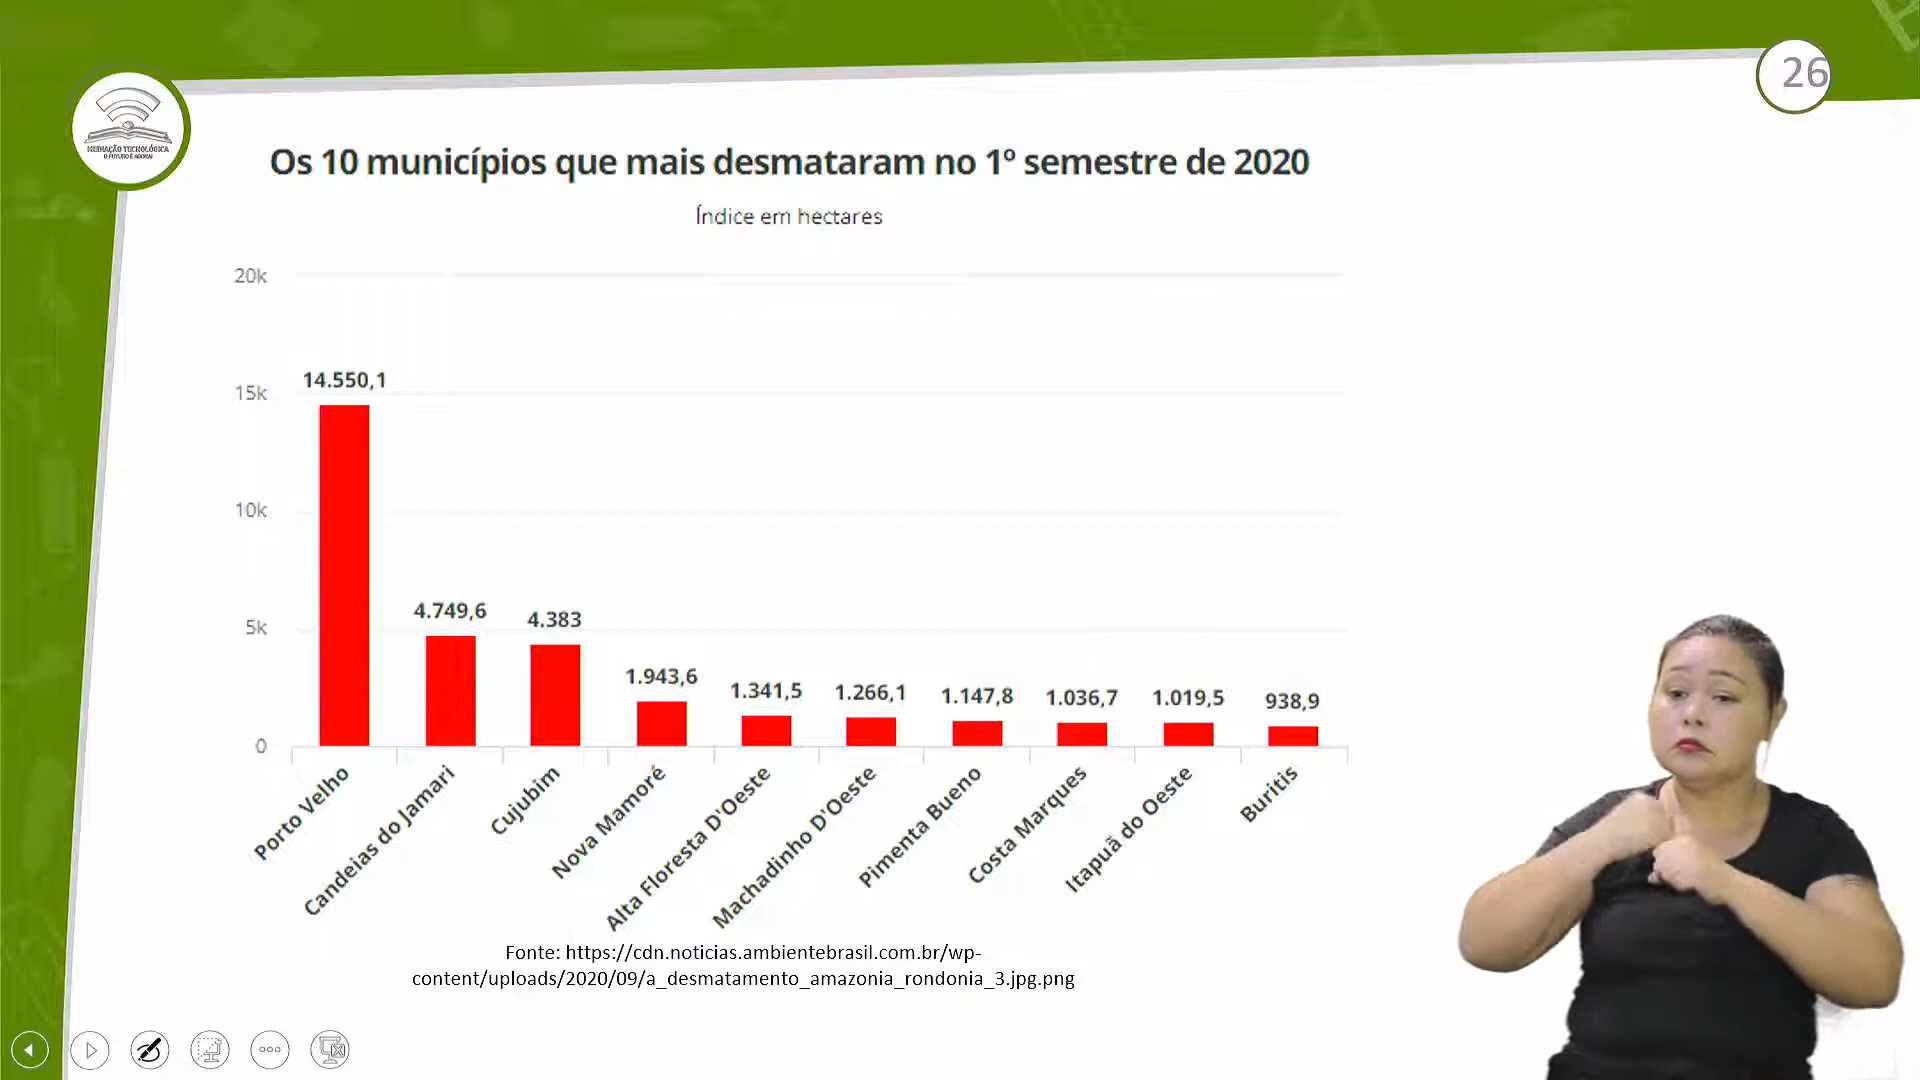 26
MEDIAÇÃO TECNOLÓGICA
O FUTURO É AGORA!
Os 10 municípios que mais desmataram no 1º semestre de 2020
Índice em hectares
20k
15k
10k
5k
0
14.550,1
4.749,6
4.383
1.943,6
1.341,5
1.266,1
1.147,8
1.036,7
1.019,5
938,9
Porto Velho
Candeias do Jamari
Cujubim
Nova Mamoré
Alta Floresta D'Oeste
Machadinho D'Oeste
Pimenta Bueno
Costa Marques
Itapuã do Oeste
Buritis
Fonte: https://cdn.noticias.ambientebrasil.com.br/wp-
content/uploads/2020/09/a_desmatamento_amazonia_rondonia_3.jpg.png